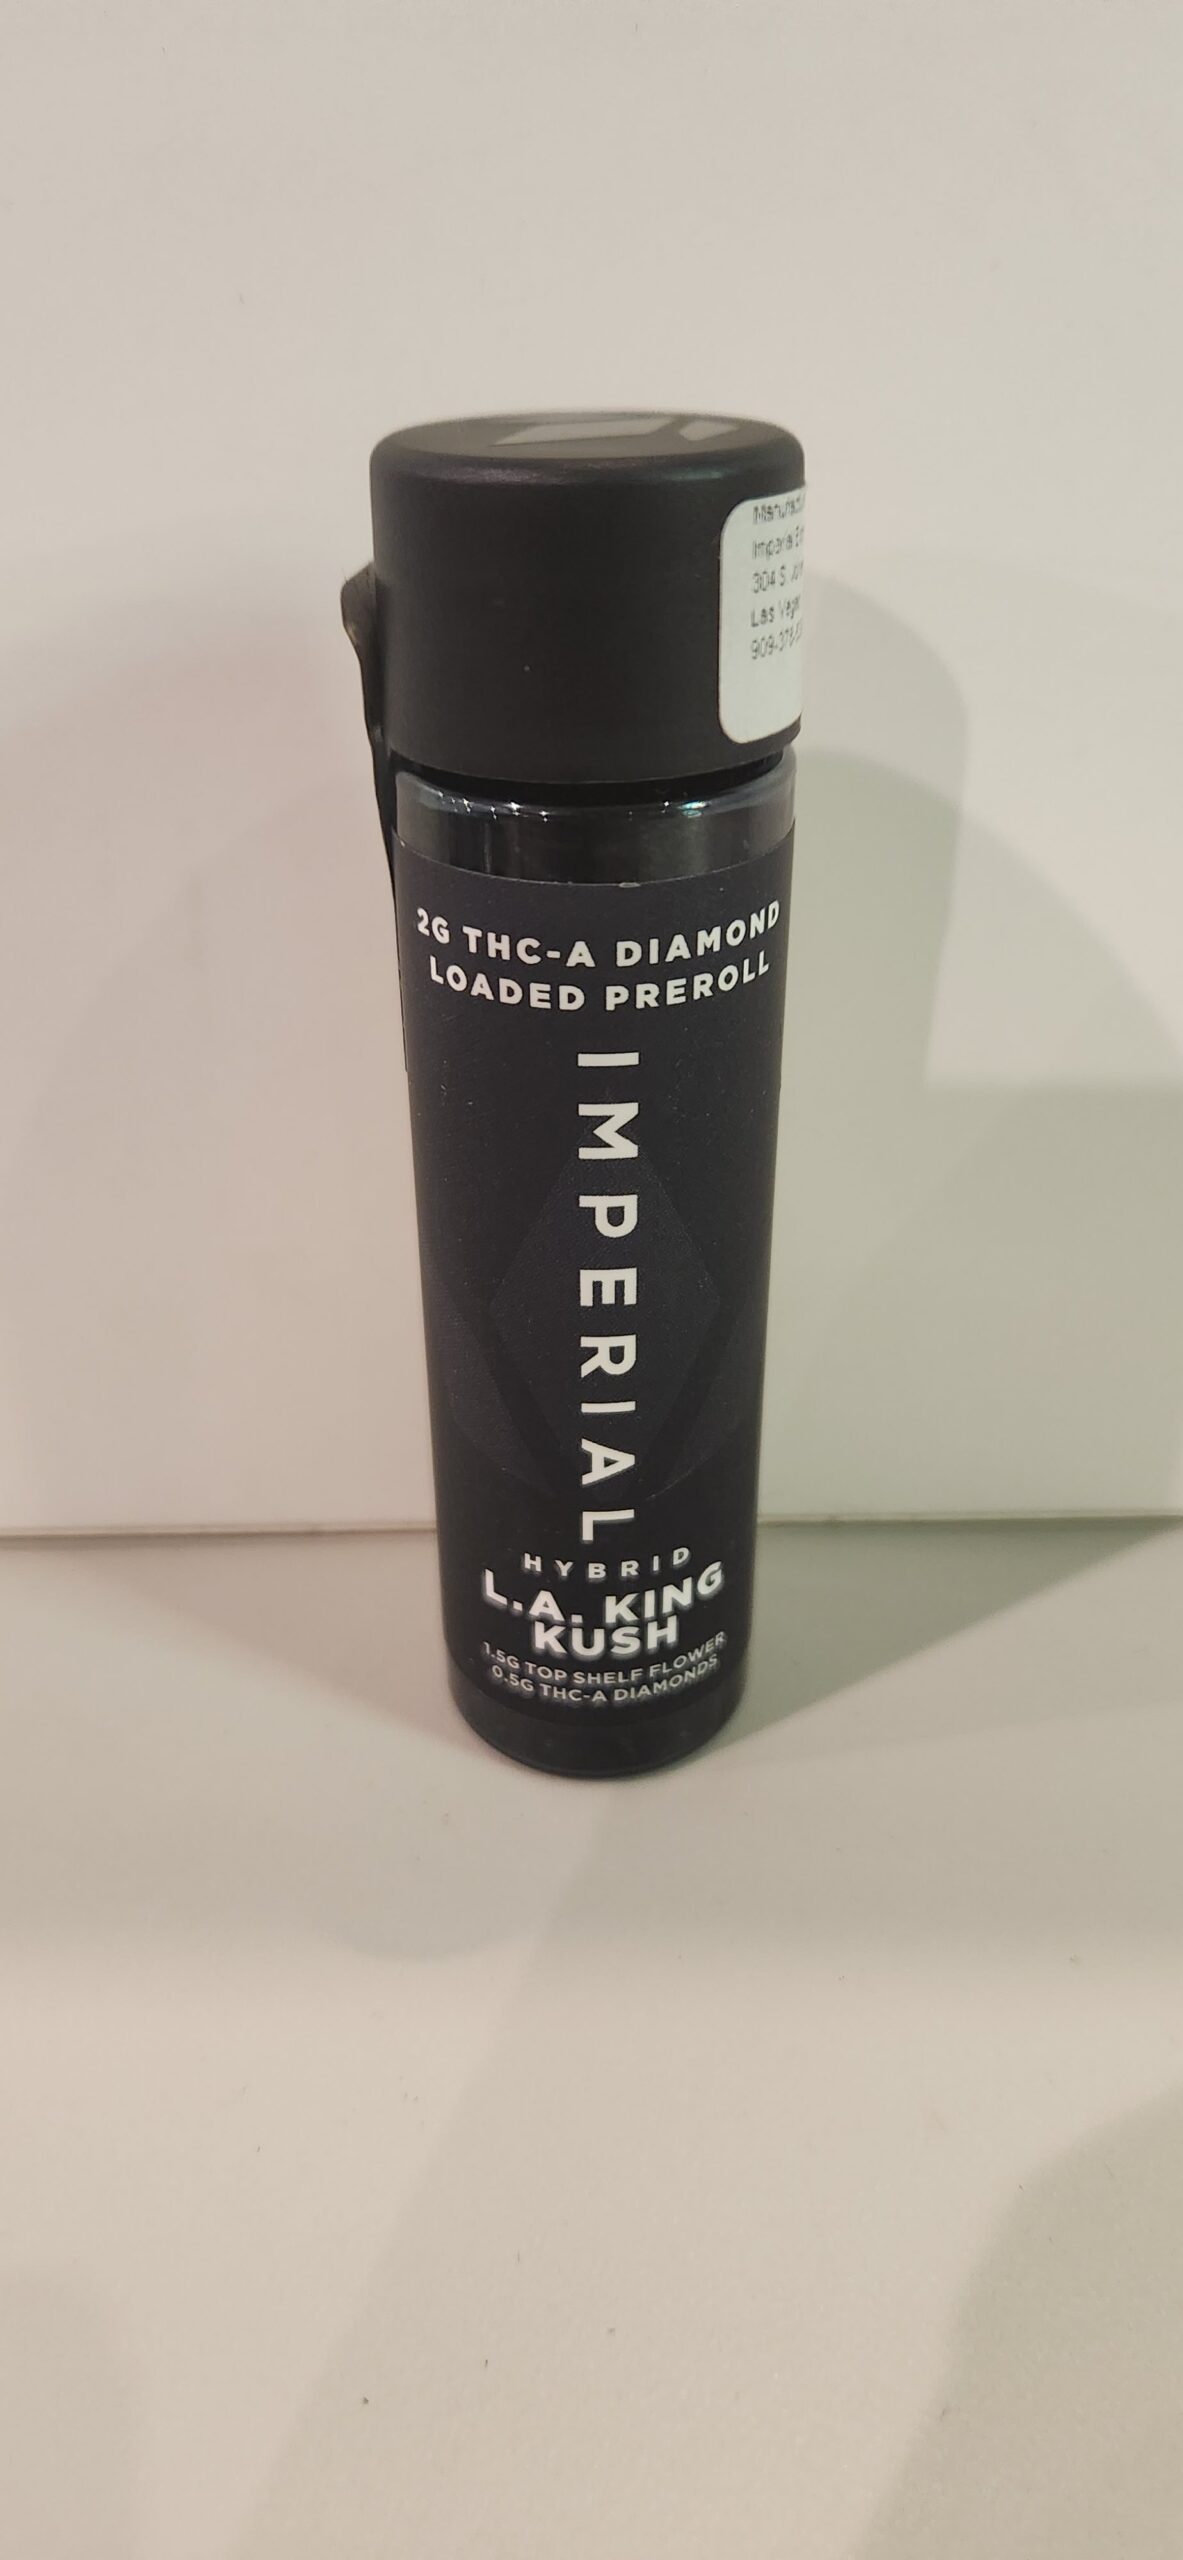 304 S
Las Vegas
2G THC-A DIAMOND
LOADED PREROLL
IMPERIAL
HYBRID
L.A. KING
KUSH
1.5G TOP SHELF FLOWER
0.5G THC-A DIAMONDS